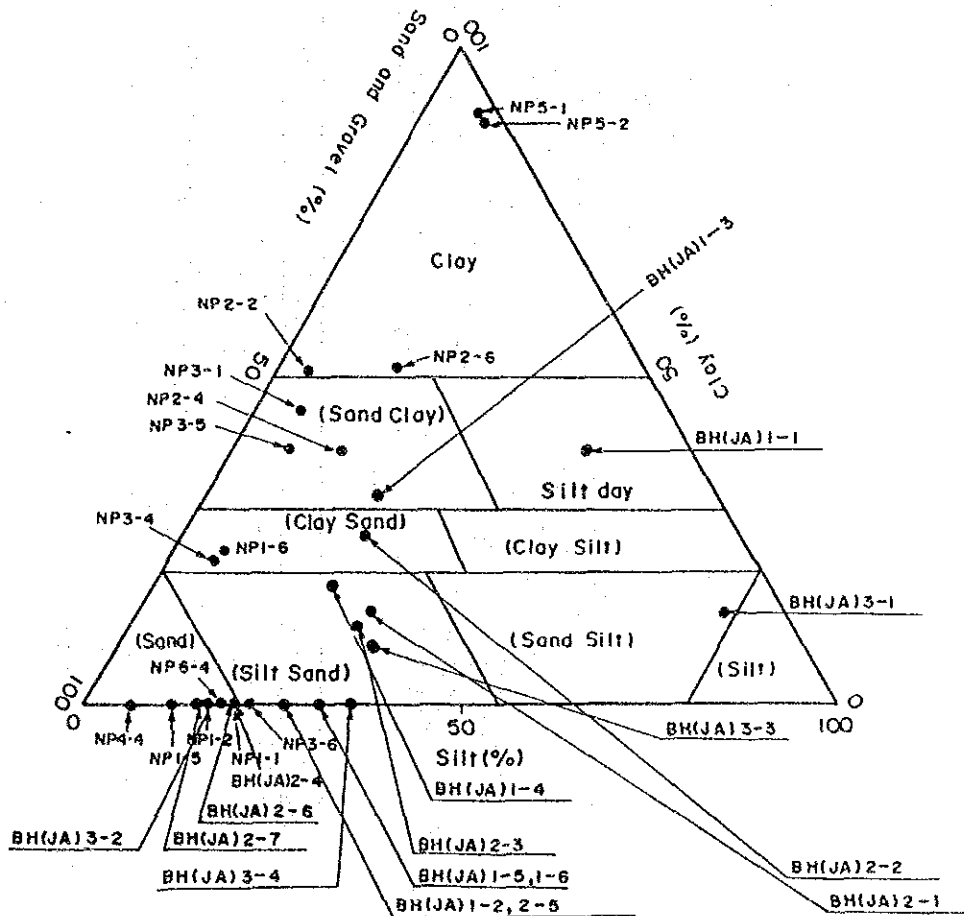 0
100
Sand and Gravel (%)
NP5-1
NP5-2
Clay
BH(JA)1-3
NP2-2
Clay (%)
50
NP2-6
50
NP3-1
(Sand Clay)
NP2-4
NP3-5
BH(JA)1-1
Silt day
NP3-4
(Clay Sand)
NP1-6
(Clay Silt)
BH(JA)3-1
(Sand)
(Sand Silt)
NP6-4
(Silt Sand)
(Silt)
100
0
0
100
50
NP4-4
NP1-2
NP3-6
BH(JA)3-3
NP1-5
NP1-1
Silt(%)
BH(JA)2-4
BH(JA)1-4
BH(JA)2-6
BH(JA)3-2
BH(JA)2-7
BH(JA)2-3
BH(JA)3-4
BH(JA)1-5,1-6
BH(JA)2-2
BH(JA)1-2,2-5
BH(JA)2-1